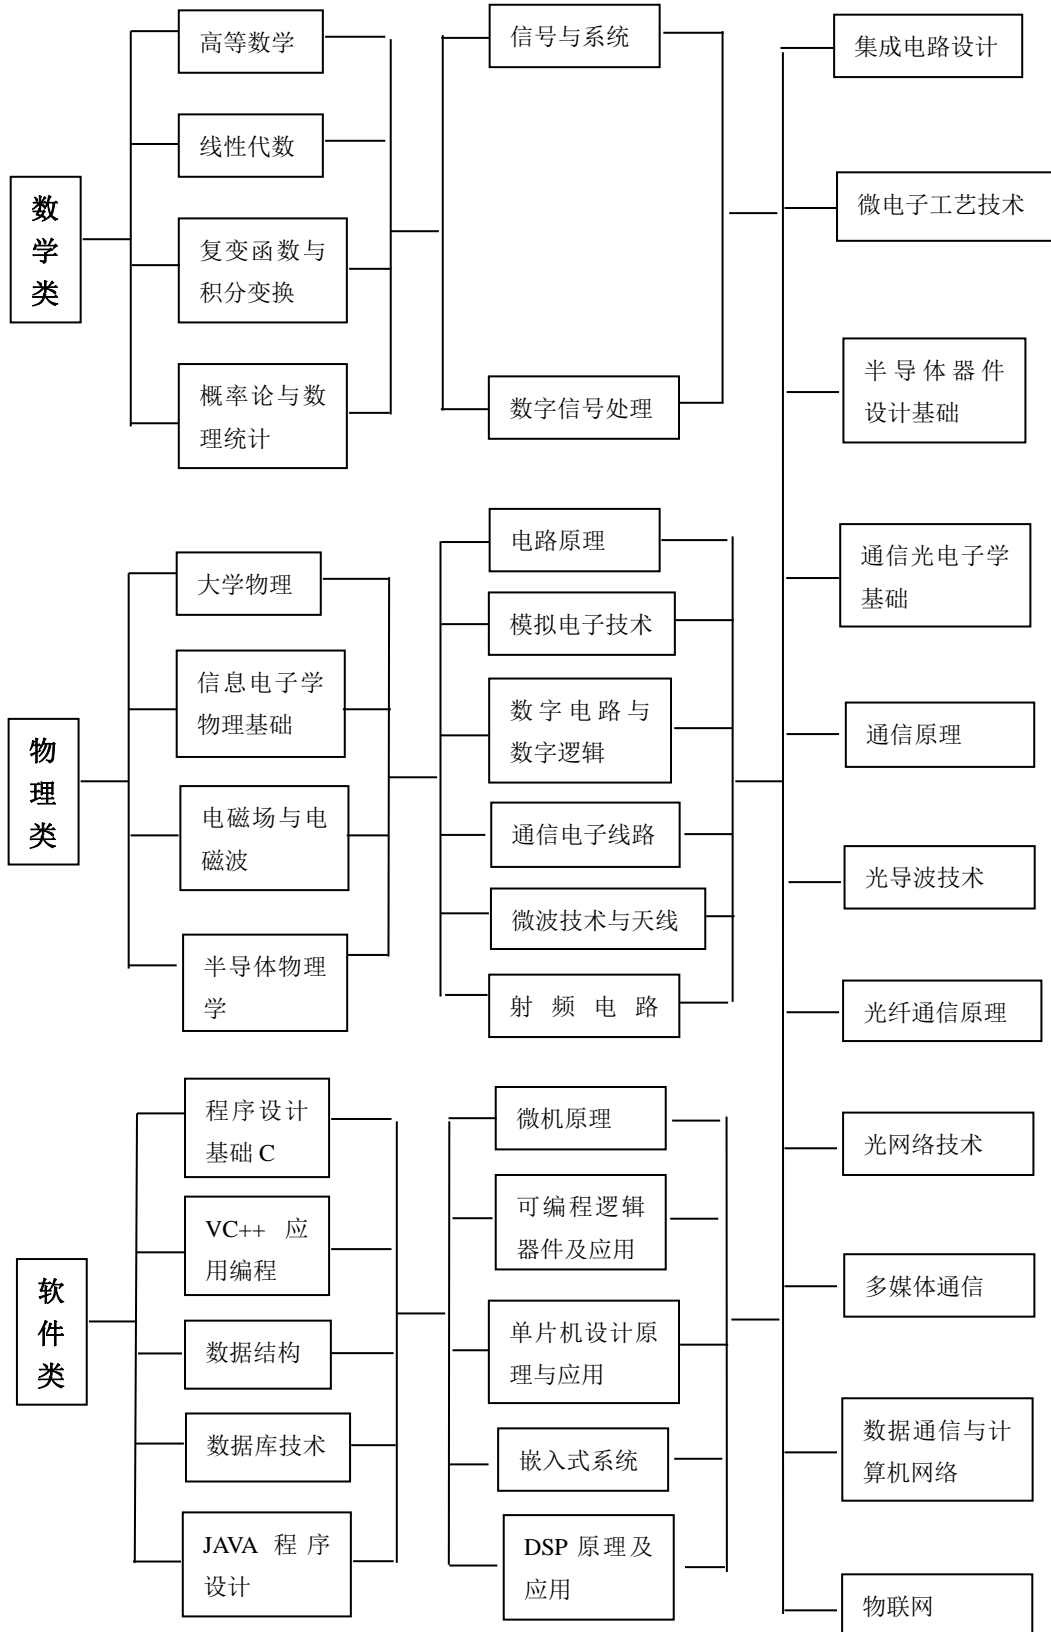 数
学
类
高等数学
线性代数
复变函数与
积分变换
概率论与数
理统计
信号与系统
数字信号处理
物
理
类
大学物理
信息电子学
物理基础
电磁场与电
磁波
半导体物理
学
电路原理
模拟电子技术
数字电路与
数字逻辑
通信电子线路
微波技术与天线
射 频 电 路
软
件
类
程序设计
基础 C
VC++ 应
用编程
数据结构
数据库技术
JAVA 程序
设计
微机原理
可编程逻辑
器件及应用
单片机设计原
理与应用
嵌入式系统
DSP 原理及
应用
集成电路设计
微电子工艺技术
半导体器件
设计基础
通信光电子学
基础
通信原理
光导波技术
光纤通信原理
光网络技术
多媒体通信
数据通信与计
算机网络
物联网